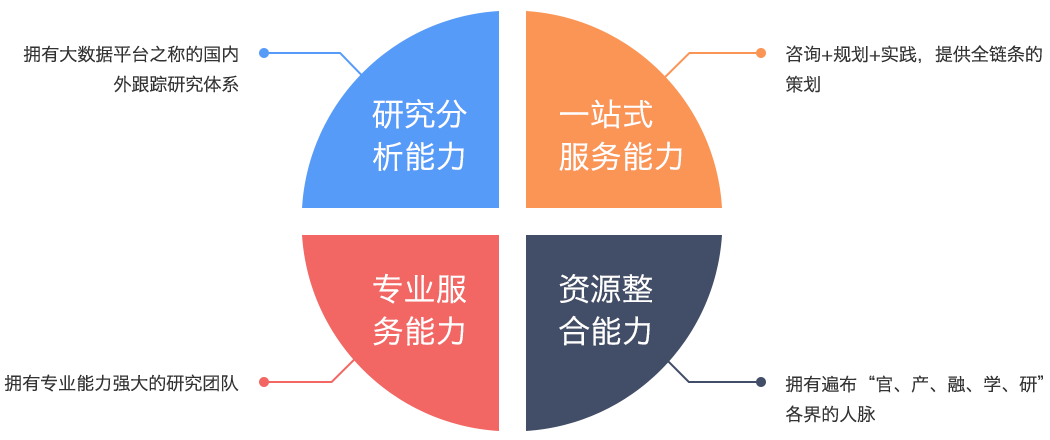 拥有大数据平台之称的国内
外跟踪研究体系
研究分
析能力
一站式
服务能力
咨询+规划+实践，提供全链条的
策划
拥有专业能力强大的研究团队
专业服
务能力
资源整
合能力
拥有遍布“官、产、融、学、研”
各界的人脉